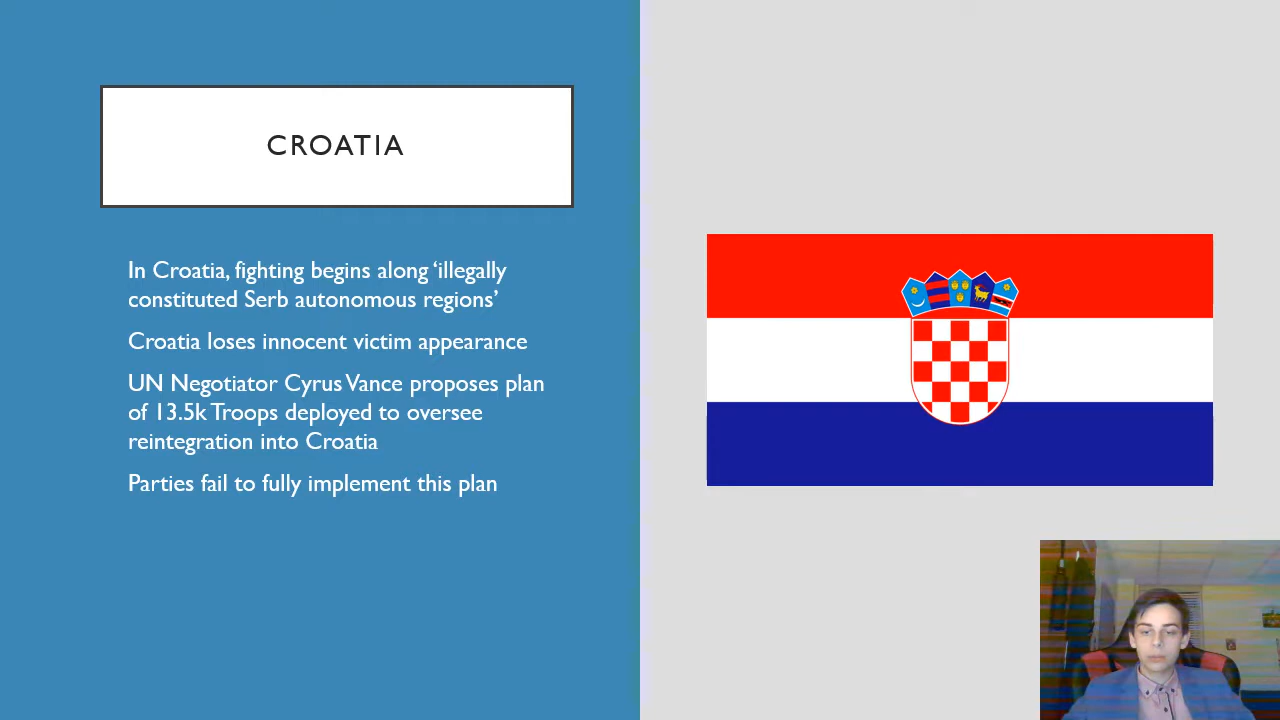 CROATIA
In Croatia, fighting begins along ‘illegally
constituted Serb autonomous regions’
Croatia loses innocent victim appearance
UN Negotiator Cyrus Vance proposes plan
of 13.5k Troops deployed to oversee
reintegration into Croatia
Parties fail to fully implement this plan